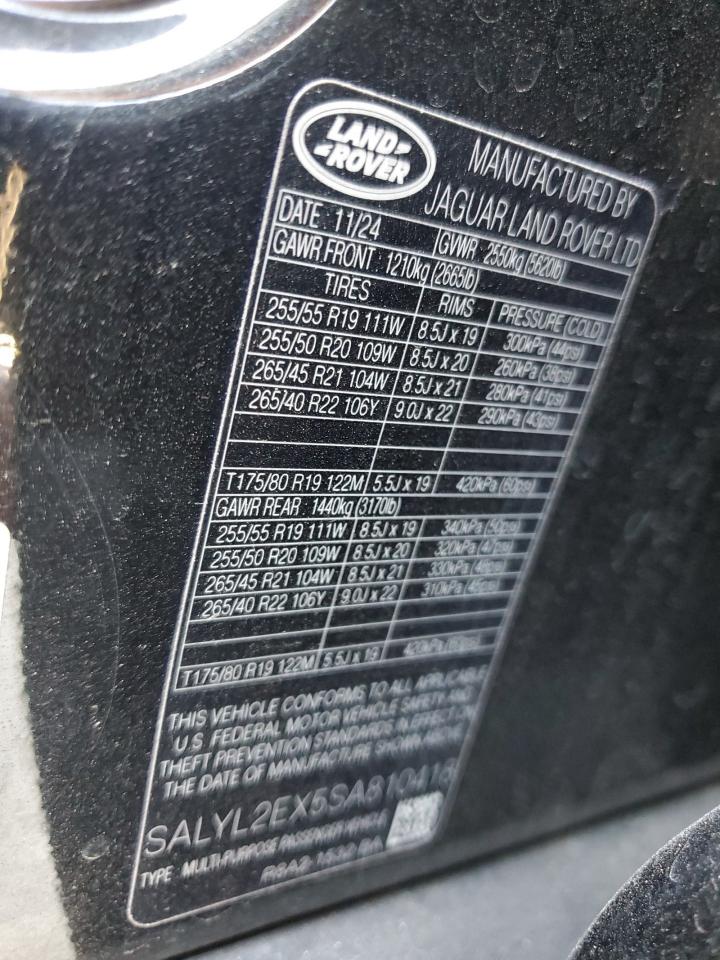 LAND ROVER
MANUFACTURED BY
JAGUAR LAND ROVER LTD
DATE 11/24 GVWR 2550kg (5620lb)
GAWR FRONT 1210kg (2665lb)
TIRES RIMS PRESSURE (COLD)
255/55 R19 111W 8.5J x 19 300kPa (44psi)
255/50 R20 109W 8.5J x 20 260kPa (38psi)
265/45 R21 104W 8.5J x 21 280kPa (41psi)
265/40 R22 106Y 9.0J x 22 290kPa (43psi)
T175/80 R19 122M 5.5J x 19 420kPa (60psi)
GAWR REAR 1440kg (3170lb)
255/55 R19 111W 8.5J x 19 340kPa (50psi)
255/50 R20 109W 8.5J x 20 320kPa (47psi)
265/45 R21 104W 8.5J x 21 330kPa (48psi)
265/40 R22 106Y 9.0J x 22 310kPa (45psi)
T175/80 R19 122M 5.5J x 19 420kPa
THIS VEHICLE CONFORMS TO ALL APPLICABLE
U.S. FEDERAL MOTOR VEHICLE SAFETY AND
THEFT PREVENTION STANDARDS IN EFFECT ON
THE DATE OF MANUFACTURE SHOWN ABOVE
SALYL2EX5SA810416
TYPE MULTI-PURPOSE PASSENGER VEHICLE